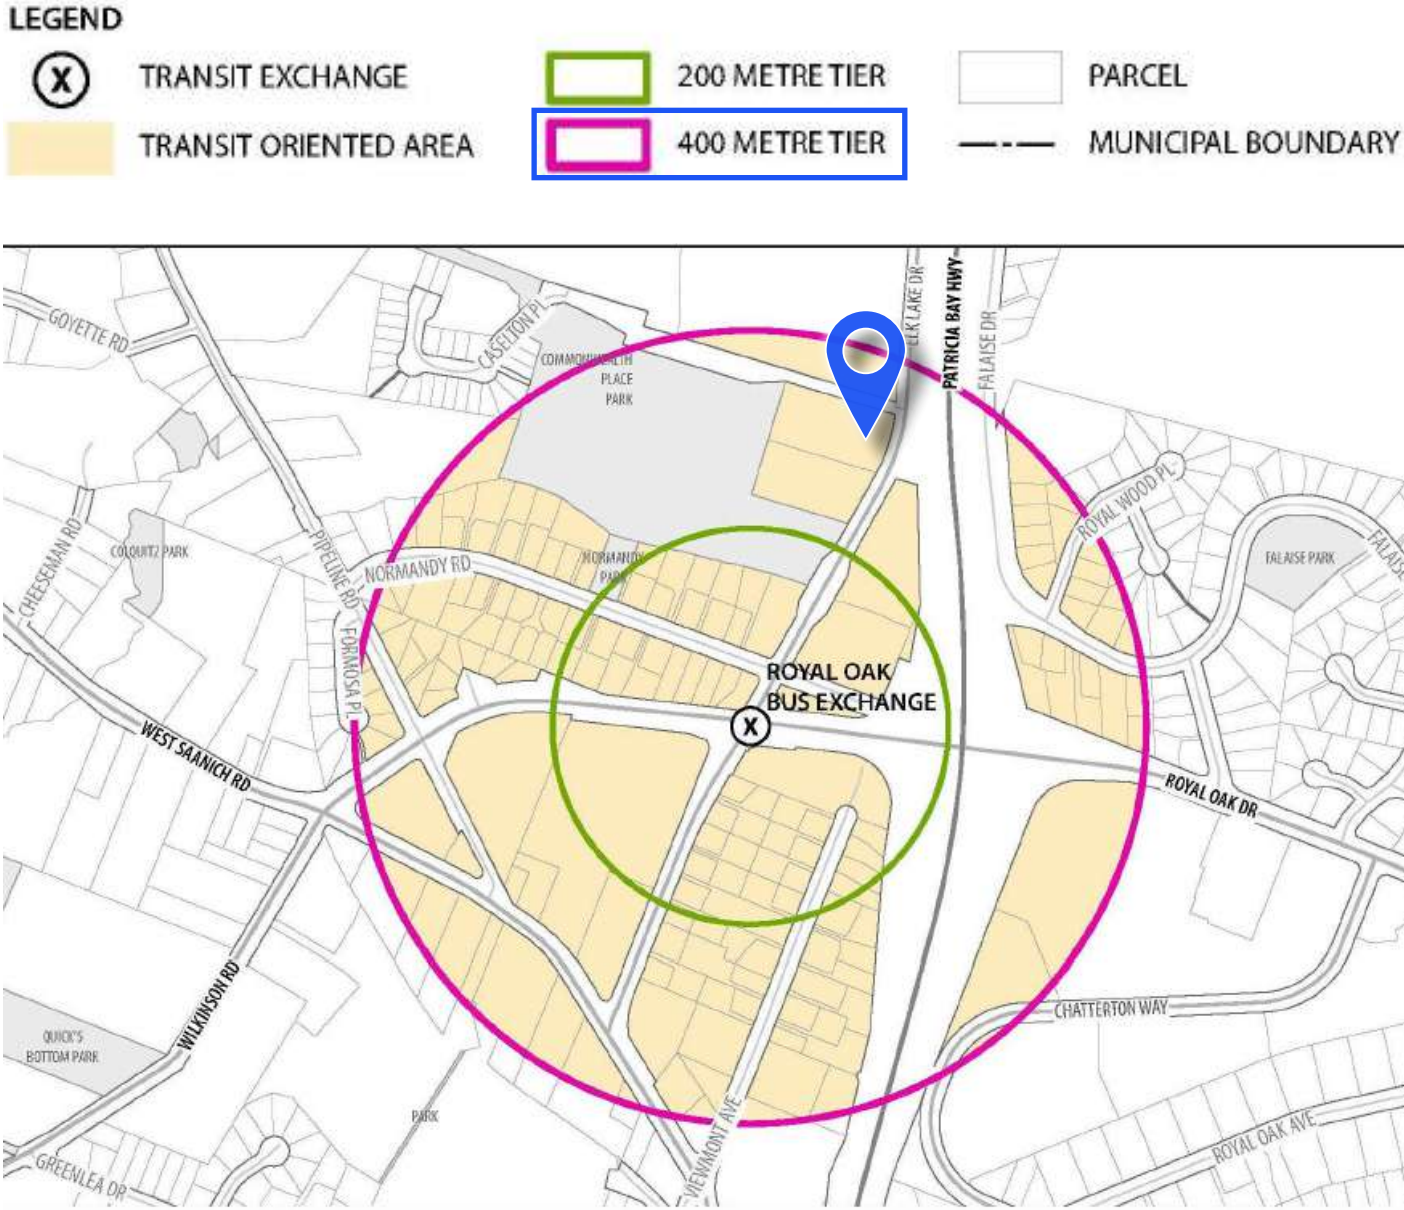 LEGEND
X TRANSIT EXCHANGE
200 METRE TIER
PARCEL
TRANSIT ORIENTED AREA
400 METRE TIER
MUNICIPAL BOUNDARY
GOYETTE RD
CASELTON PL
ELK LAKE DR
PATRICIA BAY HWY
FALAISE DR
COMMONWEALTH
PLACE
PARK
ROYAL WOOD PL
CHEESEMAN RD
COLQUITZ PARK
PIPELINE RD
NORMANDY RD
NORMANDY
PARK
FALAISE PARK
FALAISE
FORMOSA PL
ROYAL OAK
BUS EXCHANGE
X
WEST SAANICH RD
ROYAL OAK DR
WILKINSON RD
CHATTERTON WAY
QUICK'S
BOTTOM PARK
PARK
VIEWMONT AVE
ROYAL OAK AVE
GREENLEA DR